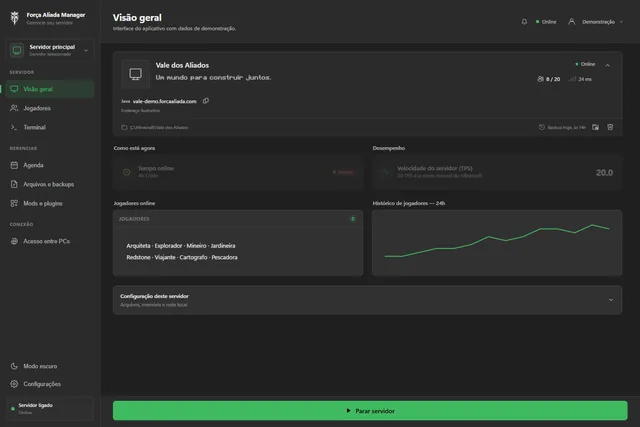 Força Aliada Manager
Gerencie seu servidor
Servidor principal
Servidor selecionado
SERVIDOR
Visão geral
Jogadores
Terminal
GERENCIAR
Agenda
Arquivos e backups
Mods e plugins
CONEXÃO
Acesso entre PCs
Modo escuro
Configurações
Servidor ligado
Online
Visão geral
Interface do aplicativo com dados de demonstração.
Online
Demonstração
Vale dos Aliados
Um mundo para construir juntos.
Online
8 / 20
24 ms
Java vale-demo.forcaaliada.com
Endereço ilustrativo
C:\Minecraft\Vale dos Aliados
Backup hoje, às 14h
Como está agora
Tempo online
Desempenho
Velocidade do servidor (TPS)
20.0
Jogadores online
JOGADORES
8
Arquiteta · Explorador · Mineiro · Jardineira
Redstone · Viajante · Cartografo · Pescadora
Histórico de jogadores — 24h
Configuração deste servidor
Arquivos, memória e rede local
Parar servidor